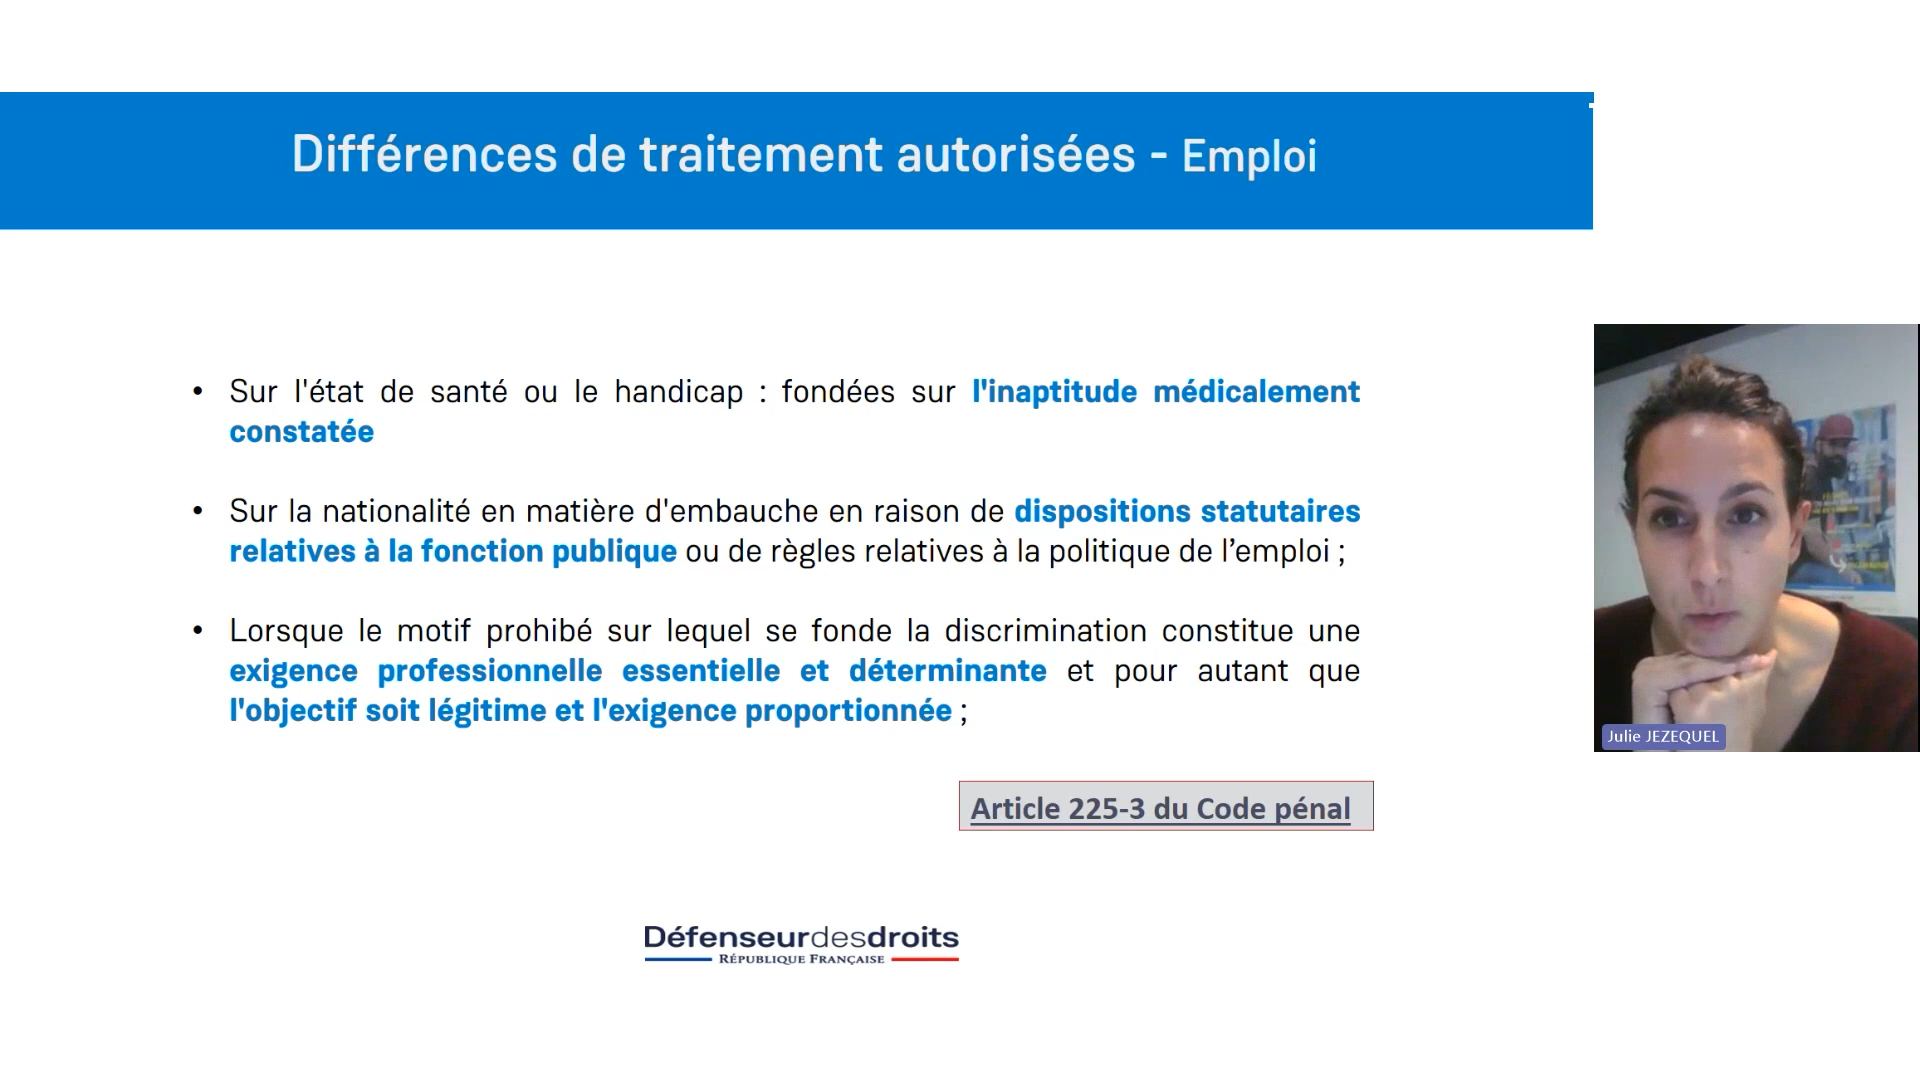 Différences de traitement autorisées - Emploi
• Sur l'état de santé ou le handicap : fondées sur l'inaptitude médicalement
constatée
• Sur la nationalité en matière d'embauche en raison de dispositions statutaires
relatives à la fonction publique ou de règles relatives à la politique de l’emploi ;
• Lorsque le motif prohibé sur lequel se fonde la discrimination constitue une
exigence professionnelle essentielle et déterminante et pour autant que
l'objectif soit légitime et l'exigence proportionnée ;
Julie JEZEQUEL
Article 225-3 du Code pénal
Défenseurdesdroits
RÉPUBLIQUE FRANÇAISE